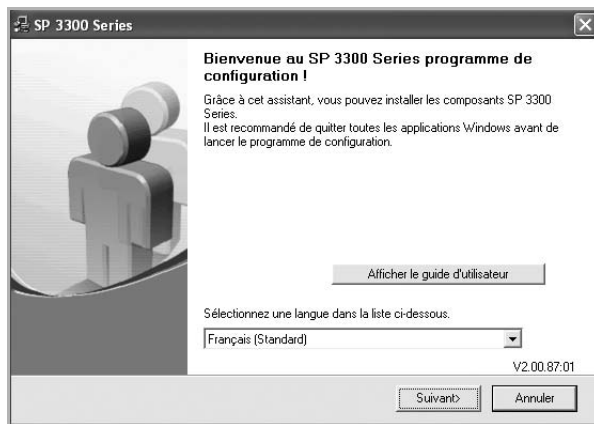 SP 3300 Series
Bienvenue au SP 3300 Series programme de
configuration !
Grâce à cet assistant, vous pouvez installer les composants SP 3300
Series.
Il est recommandé de quitter toutes les applications Windows avant de
lancer le programme de configuration.
Afficher le guide d'utilisateur
Sélectionnez une langue dans la liste ci-dessous.
Français (Standard)
V2.00.87:01
Suivant>
Annuler